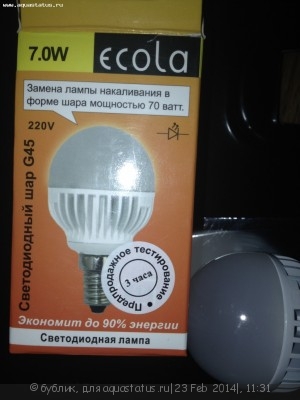 www.aquastatus.ru
7.0W ecola
Замена лампы накаливания в
форме шара мощностью 70 ватт.
220V
Светодиодный шар G45
Предпродажное тестирование
3 часа
Экономит до 90% энергии
Светодиодная лампа
© бублик, для aquastatus.ru| 23 Feb 2014|, 11:31